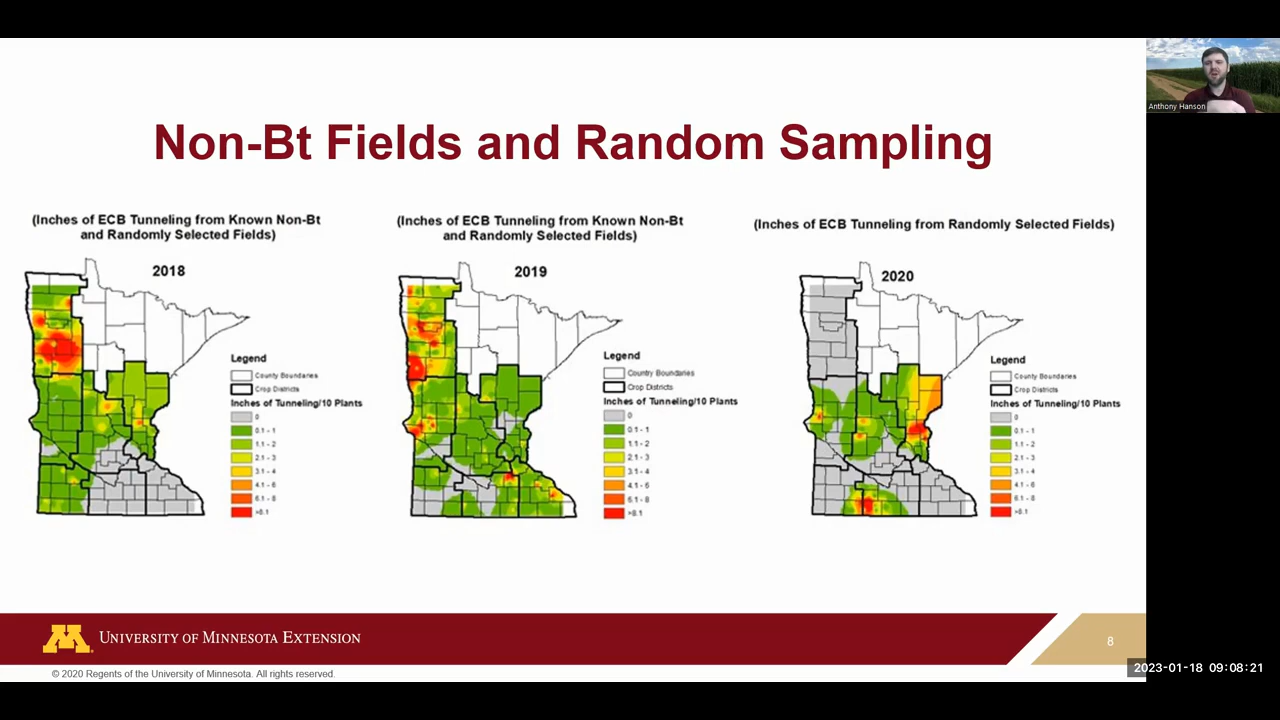 Non-Bt Fields and Random Sampling
(Inches of ECB Tunneling from Known Non-Bt
and Randomly Selected Fields)
2018
Legend
County Boundaries
Crop Districts
Inches of Tunneling/10 Plants
0
0.1 - 1
1.1 - 2
2.1 - 3
3.1 - 4
4.1 - 6
6.1 - 8
>8.1
(Inches of ECB Tunneling from Known Non-Bt
and Randomly Selected Fields)
2019
Legend
County Boundaries
Crop Districts
Inches of Tunneling/10 Plants
0
0.1 - 1
1.1 - 2
2.1 - 3
3.1 - 4
4.1 - 6
6.1 - 8
>8.1
(Inches of ECB Tunneling from Randomly Selected Fields)
2020
Legend
County Boundaries
Crop Districts
Inches of Tunneling/10 Plants
0
0.1 - 1
1.1 - 2
2.1 - 3
3.1 - 4
4.1 - 6
6.1 - 8
>8.1
Anthony Hanson
M
UNIVERSITY OF MINNESOTA EXTENSION
8
2023-01-18 09:08:21
© 2020 Regents of the University of Minnesota. All rights reserved.